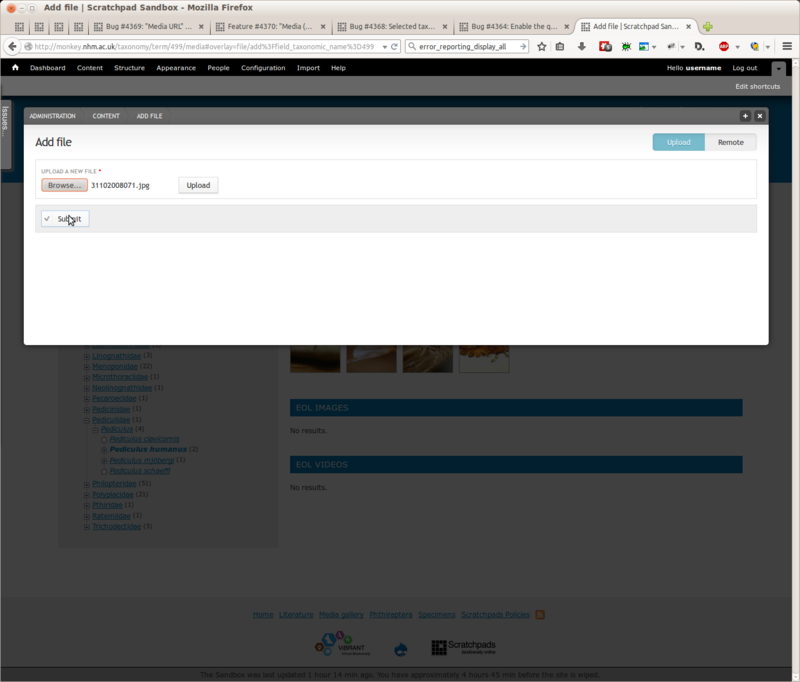 Add file | Scratchpad Sandbox - Mozilla Firefox
Bug #4369: "Media URL" ...
Feature #4370: "Media (...
Bug #4368: Selected tax...
Bug #4364: Enable the q...
Add file | Scratchpad San...
http://monkey.nhm.ac.uk/taxonomy/term/499/media#overlay=file/add%3Ffield_taxonomic_name%3D499
error_reporting_display_all
Dashboard Content Structure Appearance People Configuration Import Help
Hello username Log out
Edit shortcuts
Issues...
ADMINISTRATION CONTENT ADD FILE
Add file
Upload Remote
UPLOAD A NEW FILE *
Browse... 31102008071.jpg Upload
Submit
Linognathidae (3)
Menoponidae (22)
Microthoraciidae (1)
Neolinognathidae (1)
Pecaroecidae (1)
Pedicinidae (1)
Pediculidae (1)
Pediculus (4)
Pediculus clavicornis
Pediculus humanus (2)
Pediculus mjobergi (1)
Pediculus schaeffi
Philopteridae (51)
Polyplacidae (21)
Pthiridae (1)
Ratemiidae (1)
Trichodectidae (3)
EOL IMAGES
No results.
EOL VIDEOS
No results.
Home Literature Media gallery Phthiraptera Specimens Scratchpads Policies
VIBRANT
Scratchpads
The Sandbox was last updated 1 hour 14 min ago. You have approximately 4 hours 45 min before the site is wiped.